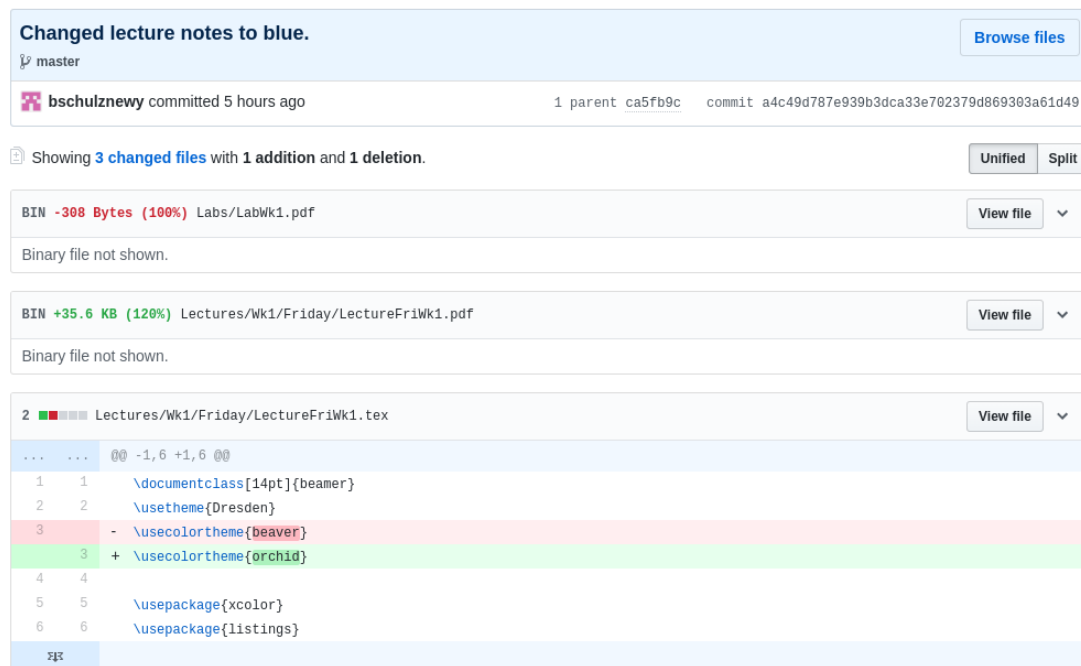 Changed lecture notes to blue.
Browse files
master
bschulznewy committed 5 hours ago
1 parent ca5fb9c commit a4c49d787e939b3dca33e702379d869303a61d49
Showing 3 changed files with 1 addition and 1 deletion.
Unified Split
BIN -308 Bytes (100%) Labs/LabWk1.pdf
View file
Binary file not shown.
BIN +35.6 KB (120%) Lectures/Wk1/Friday/LectureFriWk1.pdf
View file
Binary file not shown.
2 Lectures/Wk1/Friday/LectureFriWk1.tex
View file
... ... @@ -1,6 +1,6 @@
1 1 \documentclass[14pt]{beamer}
2 2 \usetheme{Dresden}
3 - \usecolortheme{beaver}
3 + \usecolortheme{orchid}
4 4
5 5 \usepackage{xcolor}
6 6 \usepackage{listings}